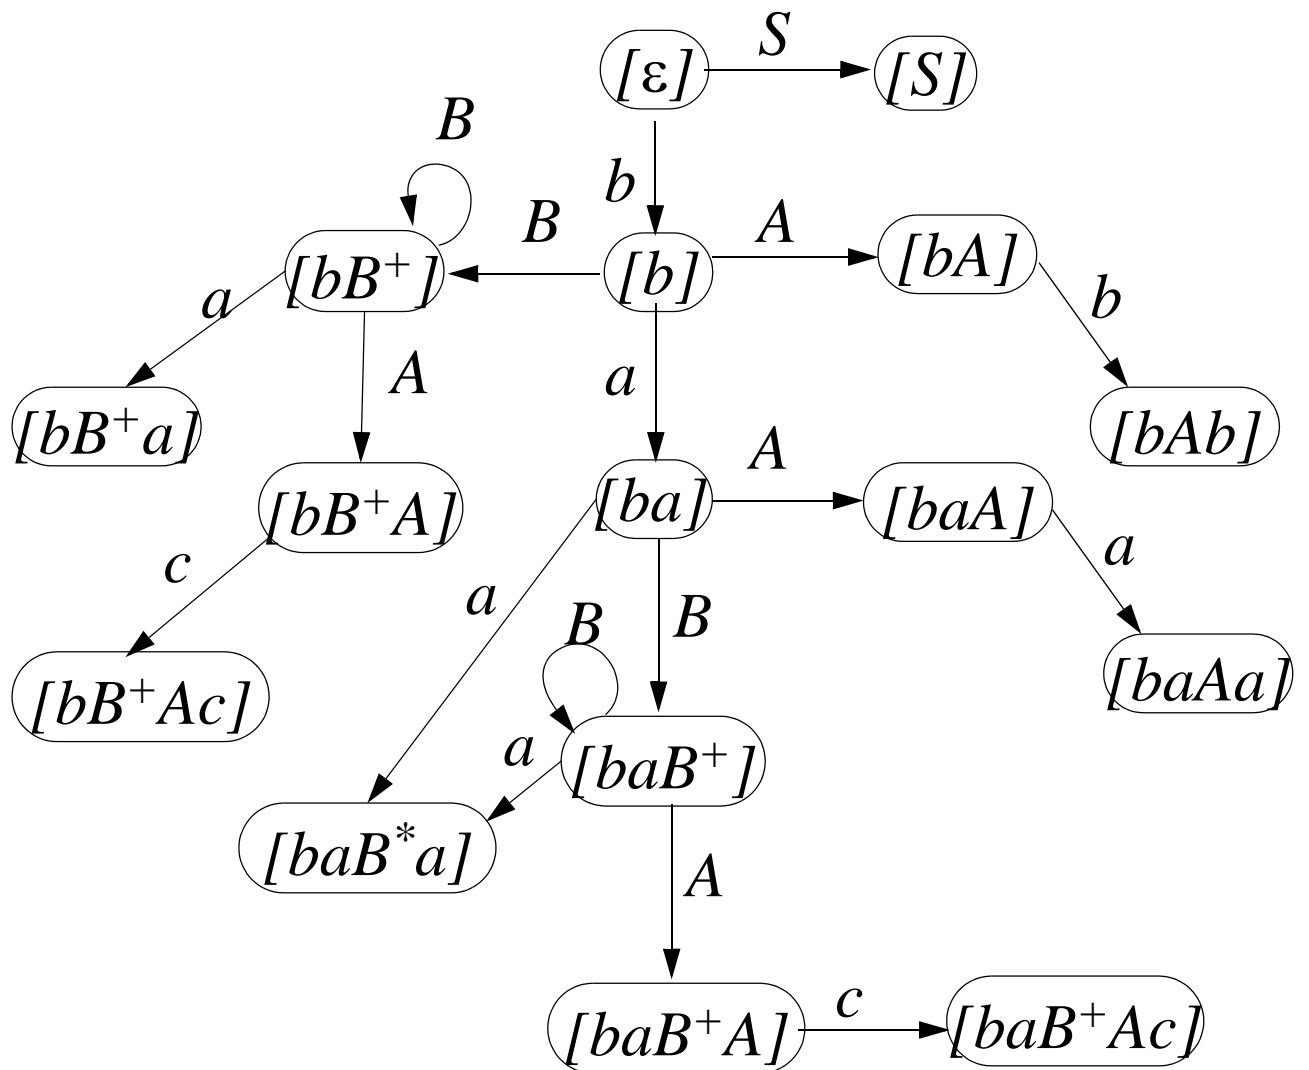 S
[ε] [S]
B
b
B A
[bB⁺] [b] [bA]
a b
A a
[bB⁺a] [bAb]
A
[bB⁺A] [ba] [baA]
c a
a B B
[bB⁺Ac] [baAa]
a [baB⁺]
[baB*a]
A
c
[baB⁺A] [baB⁺Ac]